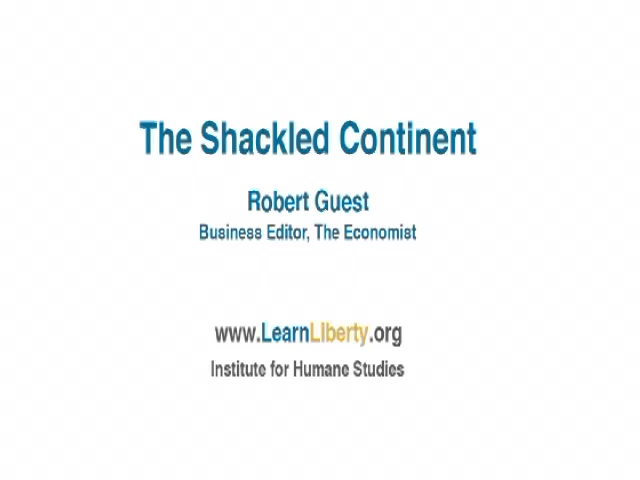 The Shackled Continent
Robert Guest
Business Editor, The Economist
www.LearnLiberty.org
Institute for Humane Studies